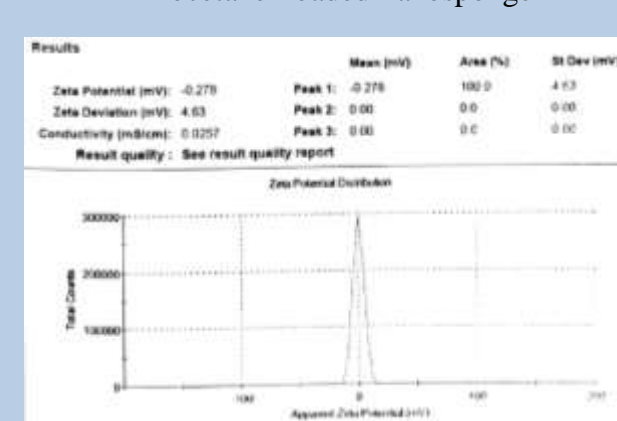 loaded nanosponge
Results
Mean (mV) Area (%) St Dev (mV)
Zeta Potential (mV): -0.278 Peak 1: -0.278 100.0 4.63
Zeta Deviation (mV): 4.63 Peak 2: 0.00 0.0 0.00
Conductivity (mS/cm): 0.0257 Peak 3: 0.00 0.0 0.00
Result quality : See result quality report
Zeta Potential Distribution
Total Counts
300000
200000
100000
0
-100 0 100 200
Apparent Zeta Potential (mV)